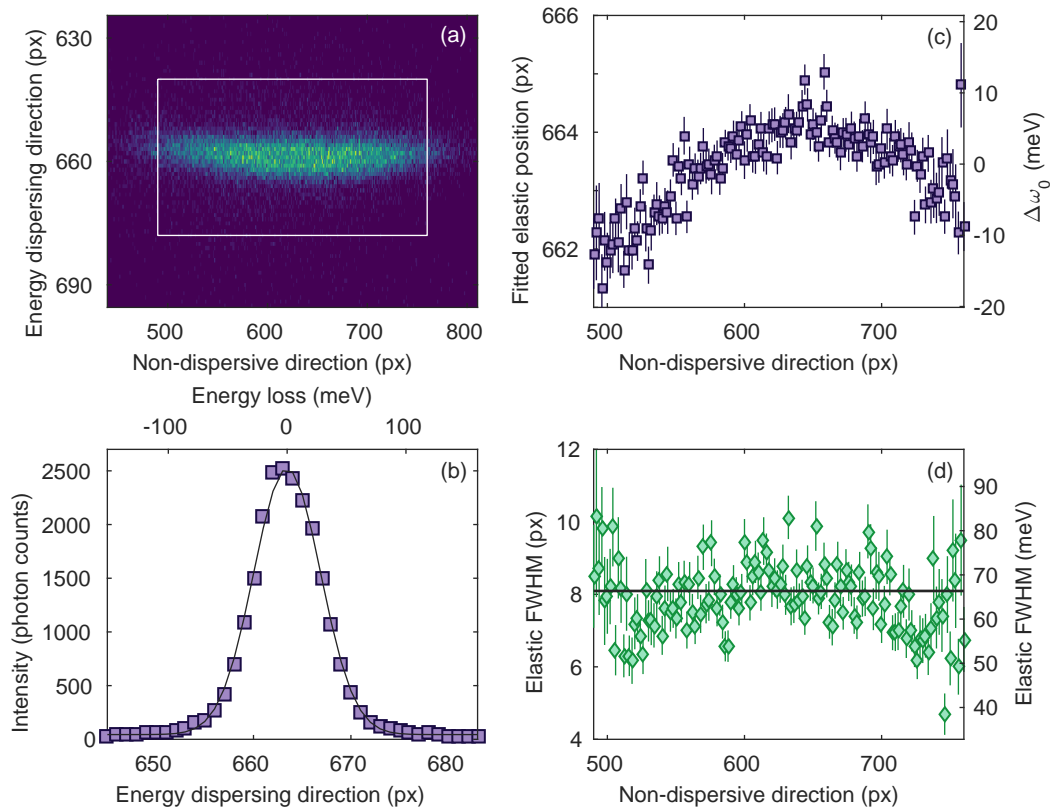 (a)
624
660
690
Energy dispersing direction (px)
500 600 700 800
Non-dispersive direction (px)
(c)
666
664
662
Fitted elastic position (px)
20
10
0
-10
-20
Δω0 (meV)
500 600 700
Non-dispersive direction (px)
Energy loss (meV)
-100 0 100
(b)
2500
2000
1500
1000
500
0
Intensity (photon counts)
650 660 670 680
Energy dispersing direction (px)
(d)
12
10
8
6
4
Elastic FWHM (px)
90
80
70
60
50
40
Elastic FWHM (meV)
500 600 700
Non-dispersive direction (px)